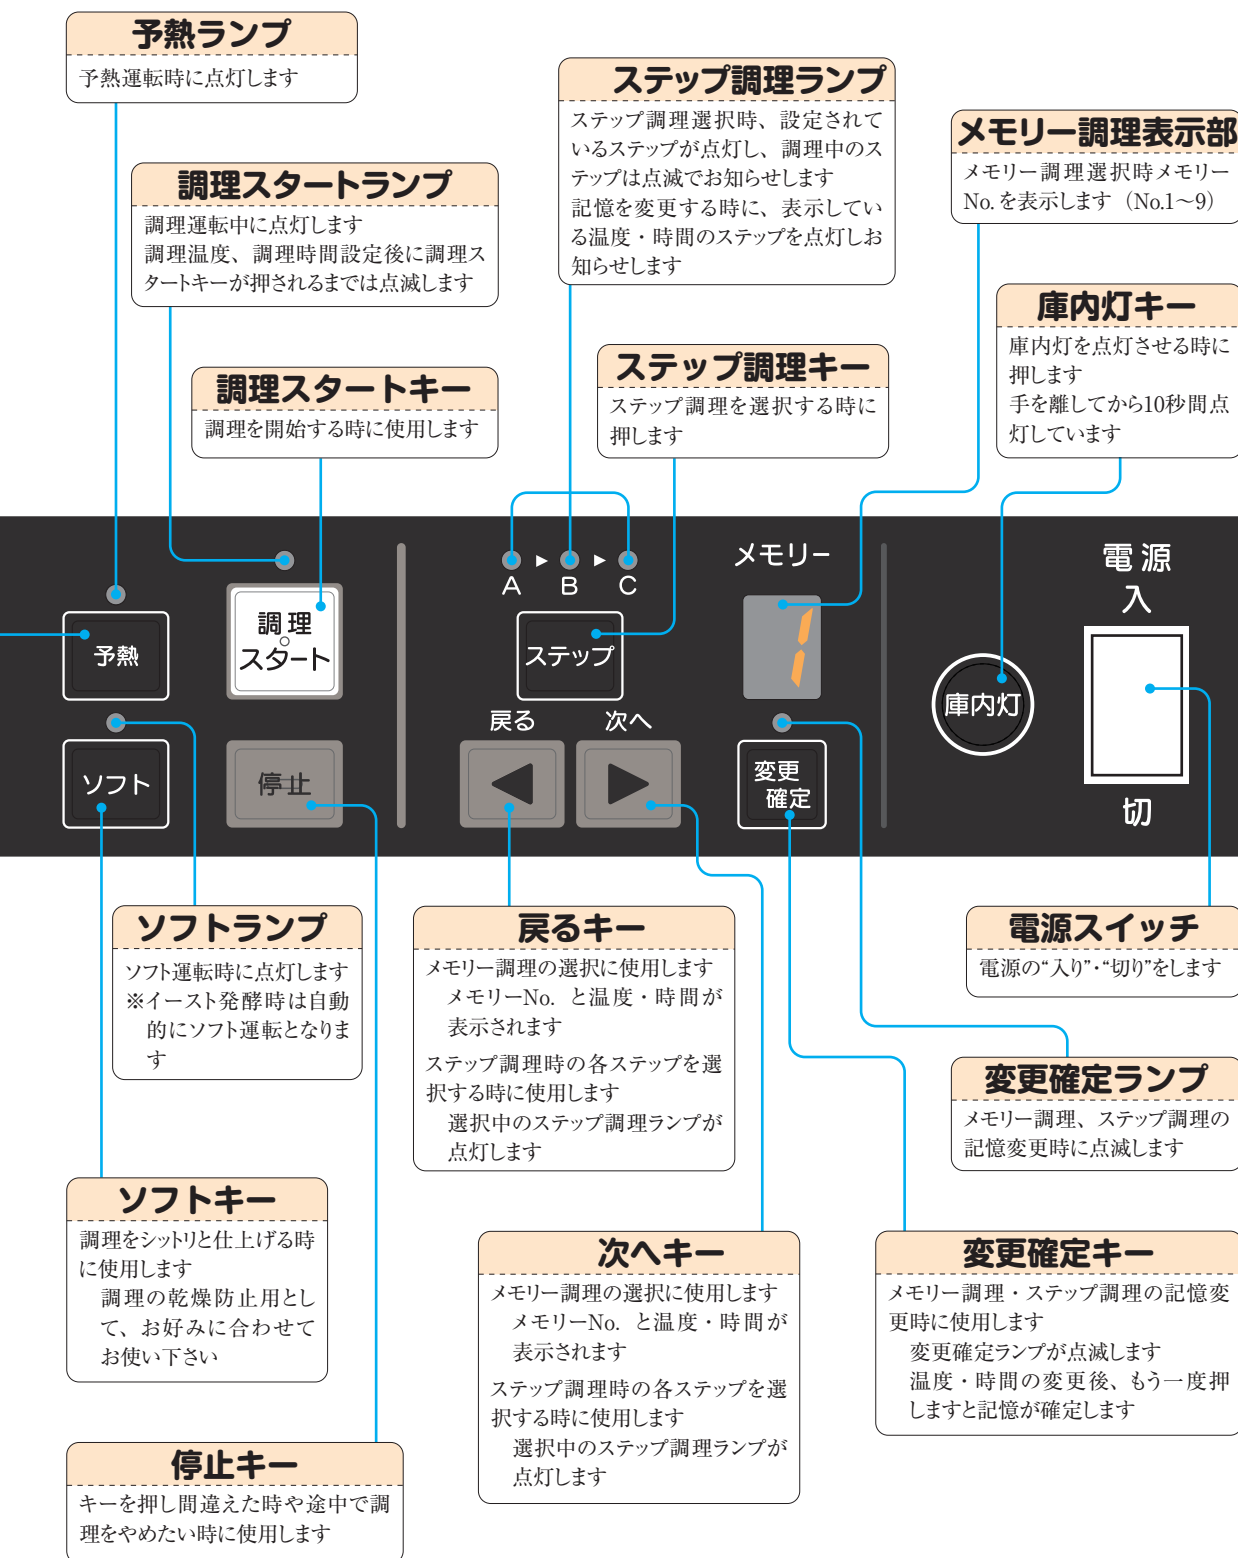 予熱ランプ
予熱運転時に点灯します
ステップ調理ランプ
ステップ調理選択時、設定されて
いるステップが点灯し、調理中のス
テップは点滅でお知らせします
記憶を変更する時に、表示してい
る温度・時間のステップを点灯しお
知らせします
メモリー調理表示部
メモリー調理選択時メモリー
No. を表示します（No.1〜9）
調理スタートランプ
調理運転中に点灯します
調理温度、調理時間設定後に調理ス
タートキーが押されるまでは点滅します
庫内灯キー
庫内灯を点灯させる時に
押します
手を離してから10秒間点
灯しています
調理スタートキー
調理を開始する時に使用します
ステップ調理キー
ステップ調理を選択する時に
押します
A ▶ B ▶ C
メモリー
電源
入
予熱
調理
スタート
ステップ
1
庫内灯
戻る
次へ
ソフト
停止
◀
▶
変更
確定
切
ソフトランプ
ソフト運転時に点灯します
※イースト発酵時は自動
的にソフト運転となりま
す
戻るキー
メモリー調理の選択に使用します
メモリーNo. と温度・時間が
表示されます
ステップ調理時の各ステップを選
択する時に使用します
選択中のステップ調理ランプが
点灯します
電源スイッチ
電源の“入り”・“切り”をします
変更確定ランプ
メモリー調理、ステップ調理の
記憶変更時に点滅します
ソフトキー
調理をシットリと仕上げる時
に使用します
調理の乾燥防止用とし
て、お好みに合わせて
お使い下さい
次へキー
メモリー調理の選択に使用します
メモリーNo. と温度・時間が
表示されます
ステップ調理時の各ステップを選
択する時に使用します
選択中のステップ調理ランプが
点灯します
変更確定キー
メモリー調理・ステップ調理の記憶変
更時に使用します
変更確定ランプが点滅します
温度・時間の変更後、もう一度押
しますと記憶が確定します
停止キー
キーを押し間違えた時や途中で調
理をやめたい時に使用します